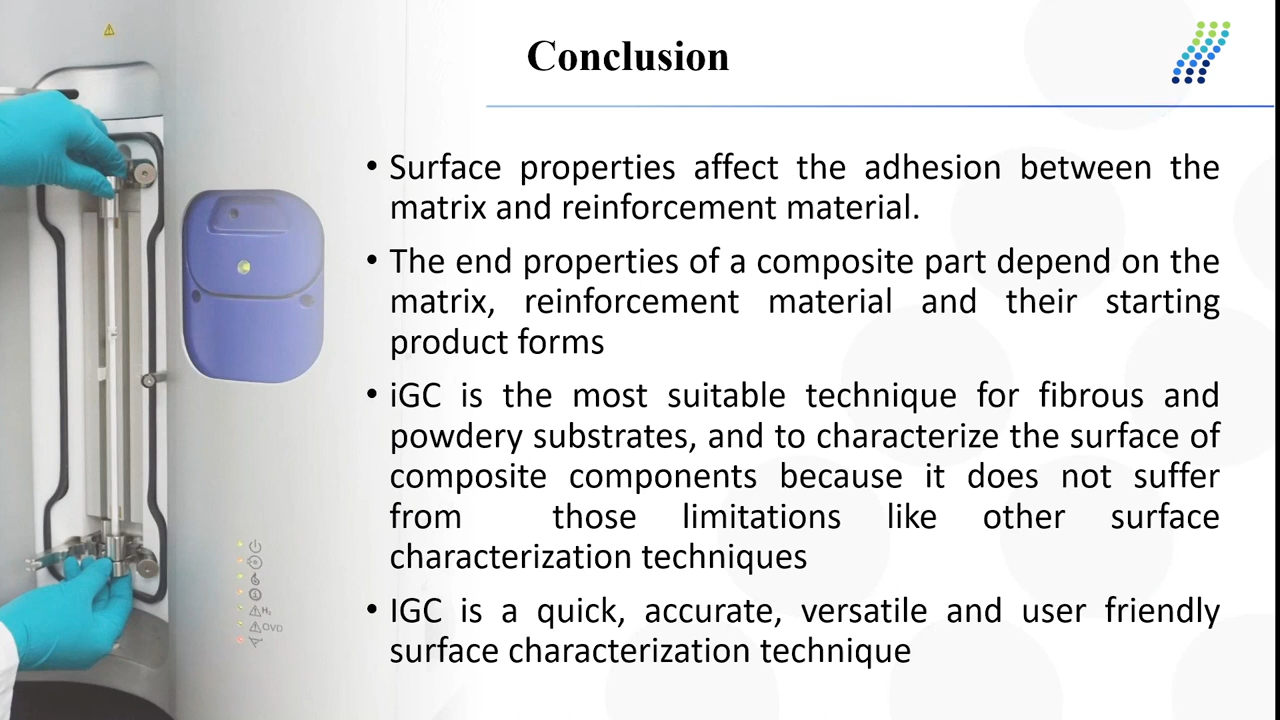 Conclusion
• Surface properties affect the adhesion between the
matrix and reinforcement material.
• The end properties of a composite part depend on the
matrix, reinforcement material and their starting
product forms
• iGC is the most suitable technique for fibrous and
powdery substrates, and to characterize the surface of
composite components because it does not suffer
from those limitations like other surface
characterization techniques
• IGC is a quick, accurate, versatile and user friendly
surface characterization technique
H₂
OVD